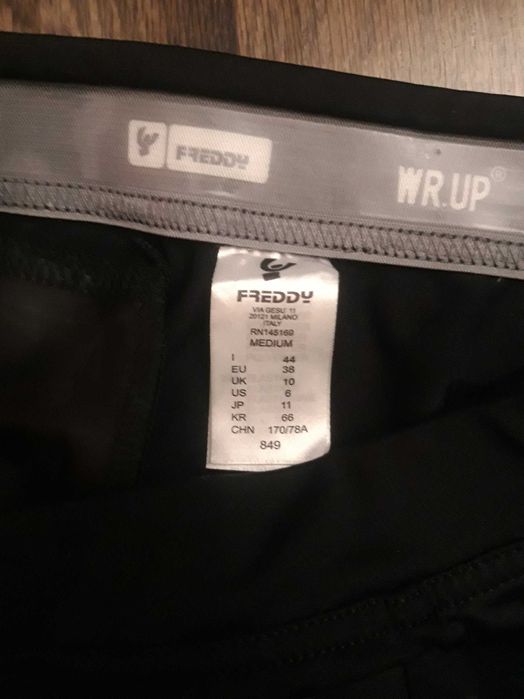 FREDDY
WR.UP®
FREDDY
VIA GESU' 11
20121 MILANO
ITALY
RN145169
MEDIUM
I 44
EU 38
UK 10
US 6
JP 11
KR 66
CHN 170/78A
849